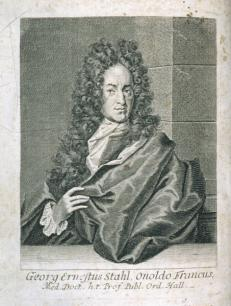 Georg Ernestus Stahl. Onoldo Francus.
Med. Doct. h.t. Prof. Publ. Ord. Hall.